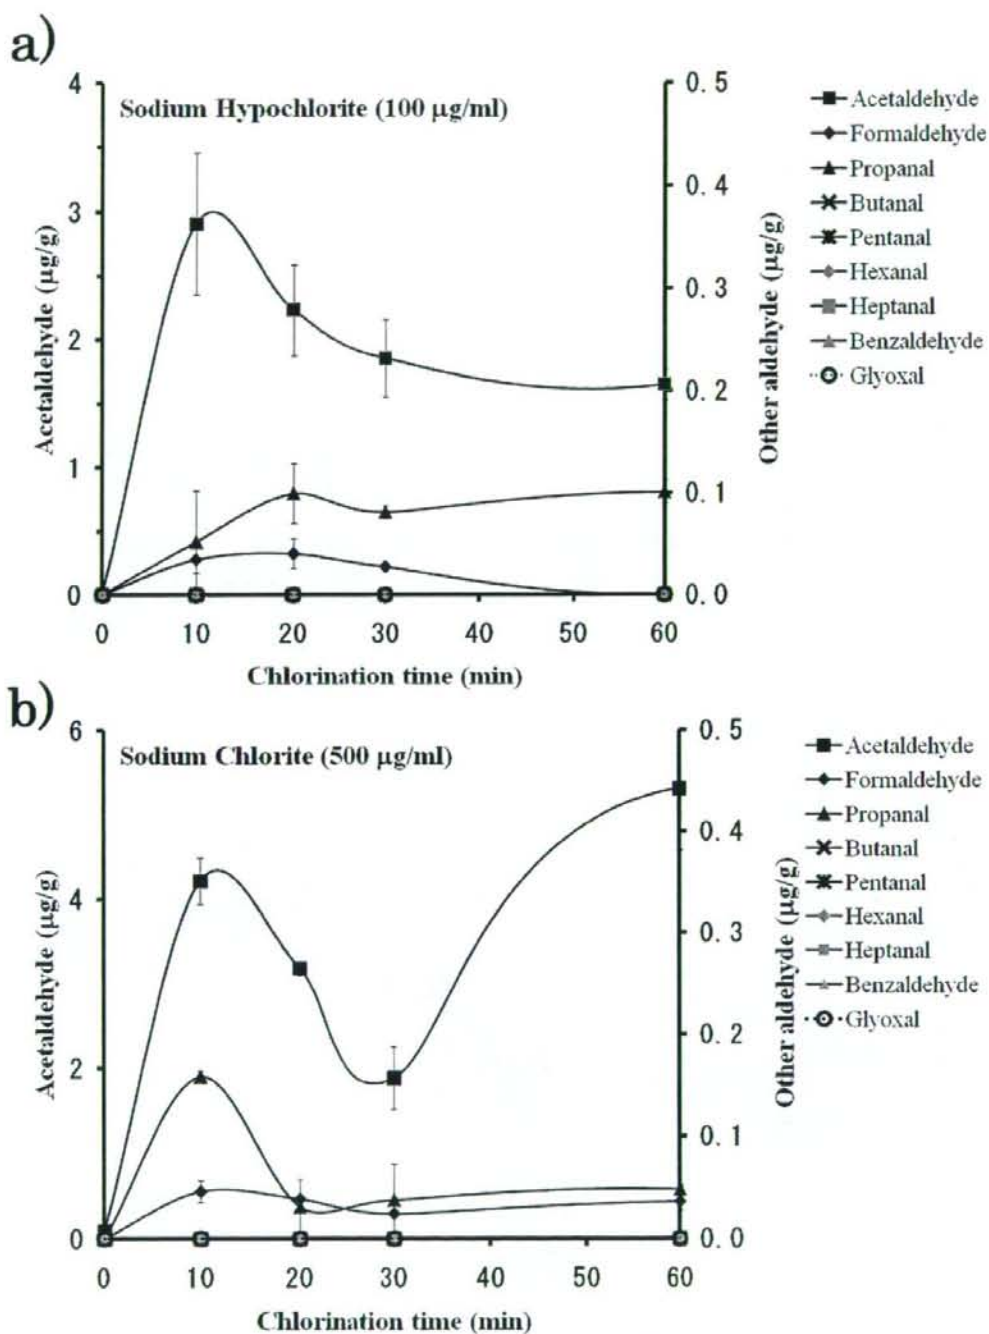 a)
Sodium Hypochlorite (100 μg/ml)
Acetaldehyde (μg/g)
4
3
2
1
0
0.5
0.4
0.3
0.2
0.1
0.0
Other aldehyde (μg/g)
0 10 20 30 40 50 60
Chlorination time (min)
Acetaldehyde
Formaldehyde
Propanal
Butanal
Pentanal
Hexanal
Heptanal
Benzaldehyde
Glyoxal
b)
Sodium Chlorite (500 μg/ml)
Acetaldehyde (μg/g)
6
4
2
0
0.5
0.4
0.3
0.2
0.1
0.0
Other aldehyde (μg/g)
0 10 20 30 40 50 60
Chlorination time (min)
Acetaldehyde
Formaldehyde
Propanal
Butanal
Pentanal
Hexanal
Heptanal
Benzaldehyde
Glyoxal